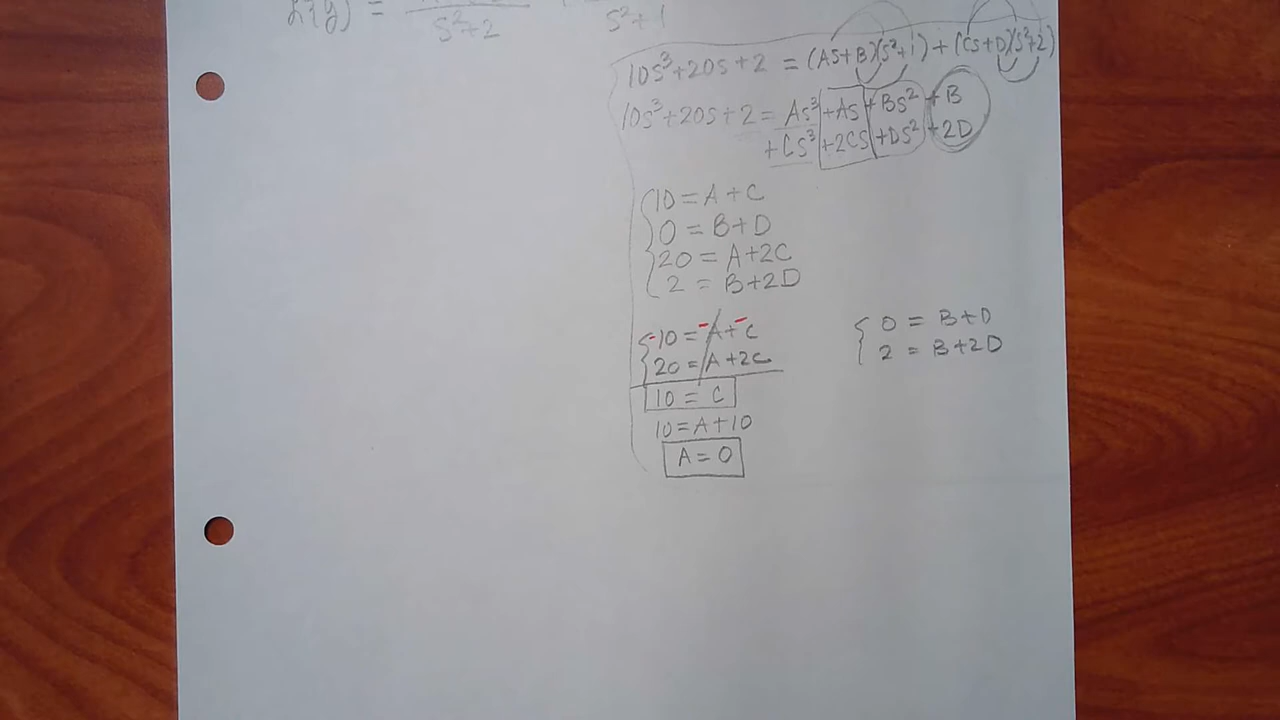 L{y} =
s²+2
s²+1
10s³+20s+2 = (As+B)(s²+1)+(Cs+D)(s²+2)
10s³+20s+2 = As³+As+Bs²+B
+Cs³+2Cs+Ds²+2D
10 = A+C
0 = B+D
20 = A+2C
2 = B+2D
-10 = -A+-C
20 = A+2C
10 = C
10=A+10
A = 0
0 = B+D
2 = B+2D